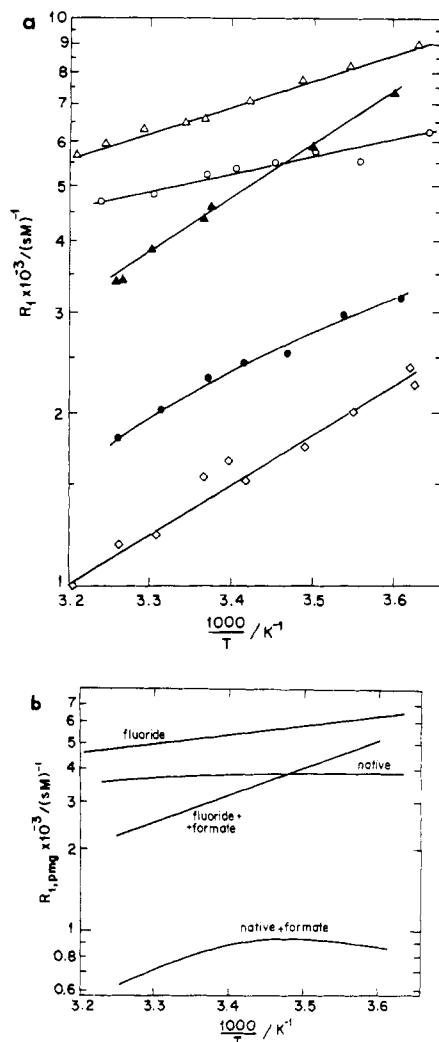 a
10
9
8
7
6
5
4
3
2
1
R₁ x10⁻³/(sM)⁻¹
3.2 3.3 3.4 3.5 3.6
1000/T / K⁻¹
b
7
6
5
4
3
2
1
0.8
0.6
R₁,pmg x10⁻³/(sM)⁻¹
fluoride
native
fluoride +
+formate
native+formate
3.2 3.3 3.4 3.5 3.6
1000/T / K⁻¹